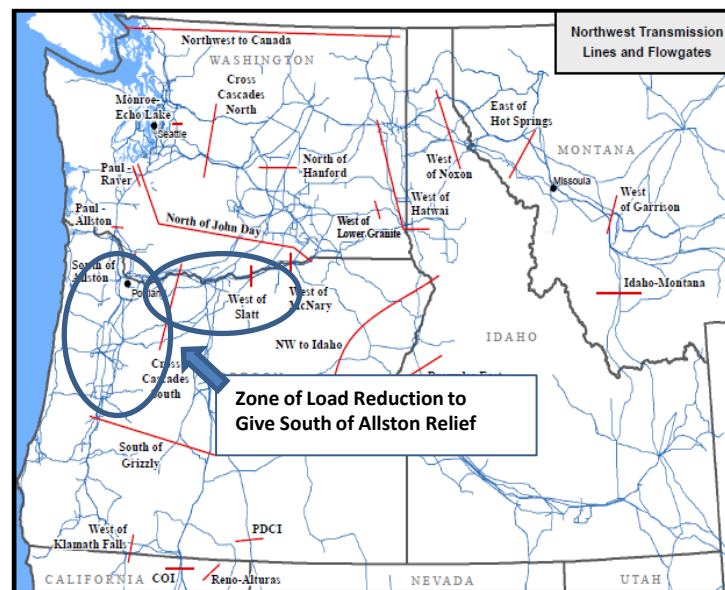 Northwest Transmission
Lines and Flowgates
Northwest to Canada
WASHINGTON
Cross
Cascades
North
Monroe-
Echo Lake
Seattle
East of
Hot Springs
MONTANA
Paul -
Raver
North of
Hanford
West
of Noxon
Missoula
West
of Garrison
Paul -
Allston
North of John Day
West of
Lower Granite
West of
Hatwai
South of
Allston
Portland
West of
Slatt
West of
McNary
Idaho-Montana
NW to Idaho
IDAHO
Cross
Cascades
South
Zone of Load Reduction to
Give South of Allston Relief
South of
Grizzly
West of
Klamath Falls
PDCI
CALIFORNIA
COI
Reno-Alturas
NEVADA
UTAH